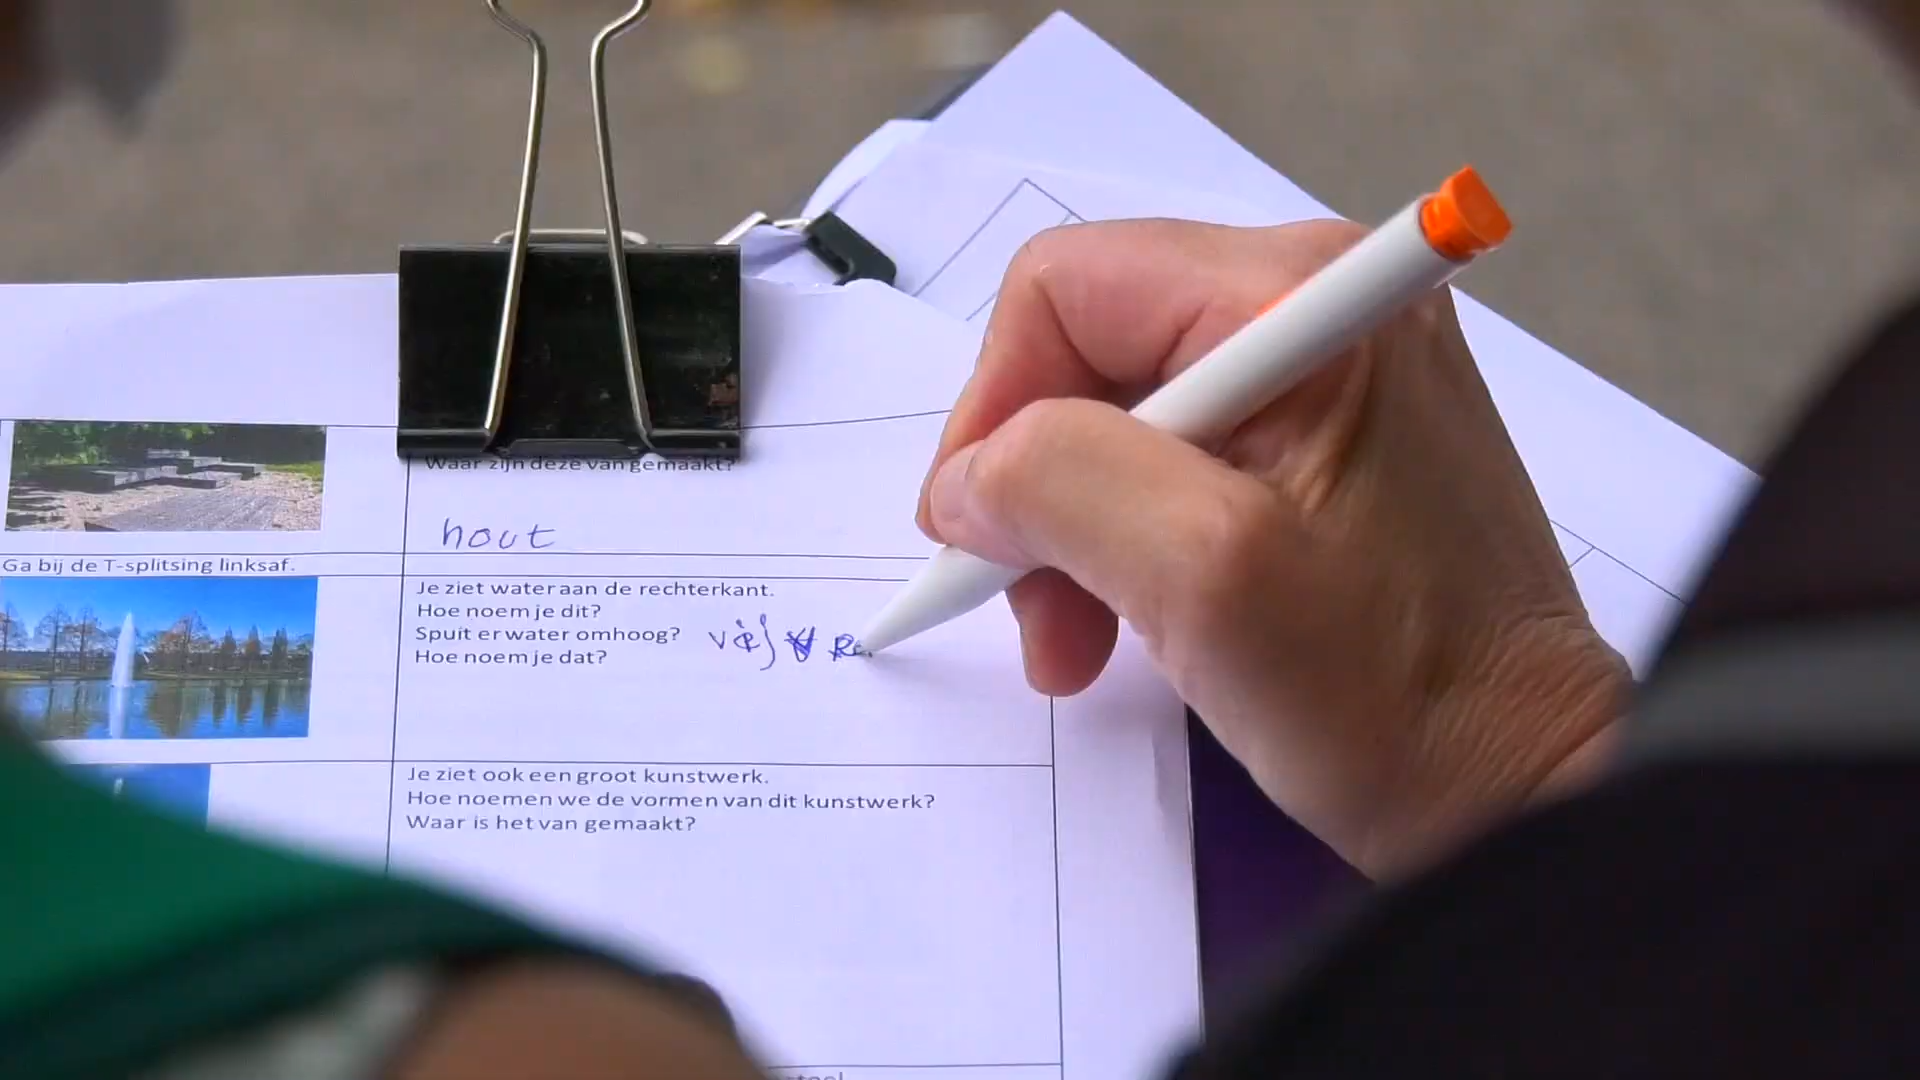 Waar zijn deze van gemaakt?
hout
Ga bij de T-splitsing linksaf.
Je ziet water aan de rechterkant.
Hoe noem je dit?
Spuit er water omhoog?
Hoe noem je dat?
Je ziet ook een groot kunstwerk.
Hoe noemen we de vormen van dit kunstwerk?
Waar is het van gemaakt?